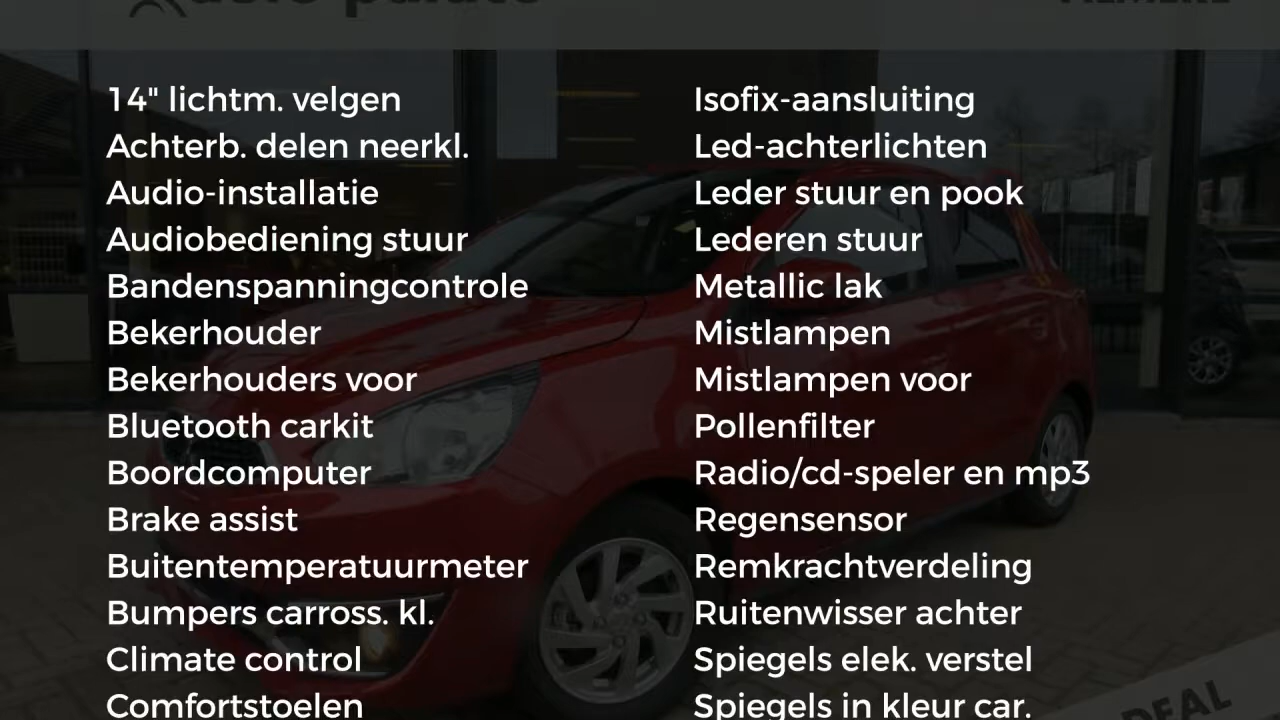 14" lichtm. velgen
Achterb. delen neerkl.
Audio-installatie
Audiobediening stuur
Bandenspanningcontrole
Bekerhouder
Bekerhouders voor
Bluetooth carkit
Boordcomputer
Brake assist
Buitentemperatuurmeter
Bumpers carross. kl.
Climate control
Comfortstoelen
Isofix-aansluiting
Led-achterlichten
Leder stuur en pook
Lederen stuur
Metallic lak
Mistlampen
Mistlampen voor
Pollenfilter
Radio/cd-speler en mp3
Regensensor
Remkrachtverdeling
Ruitenwisser achter
Spiegels elek. verstel
Spiegels in kleur car.